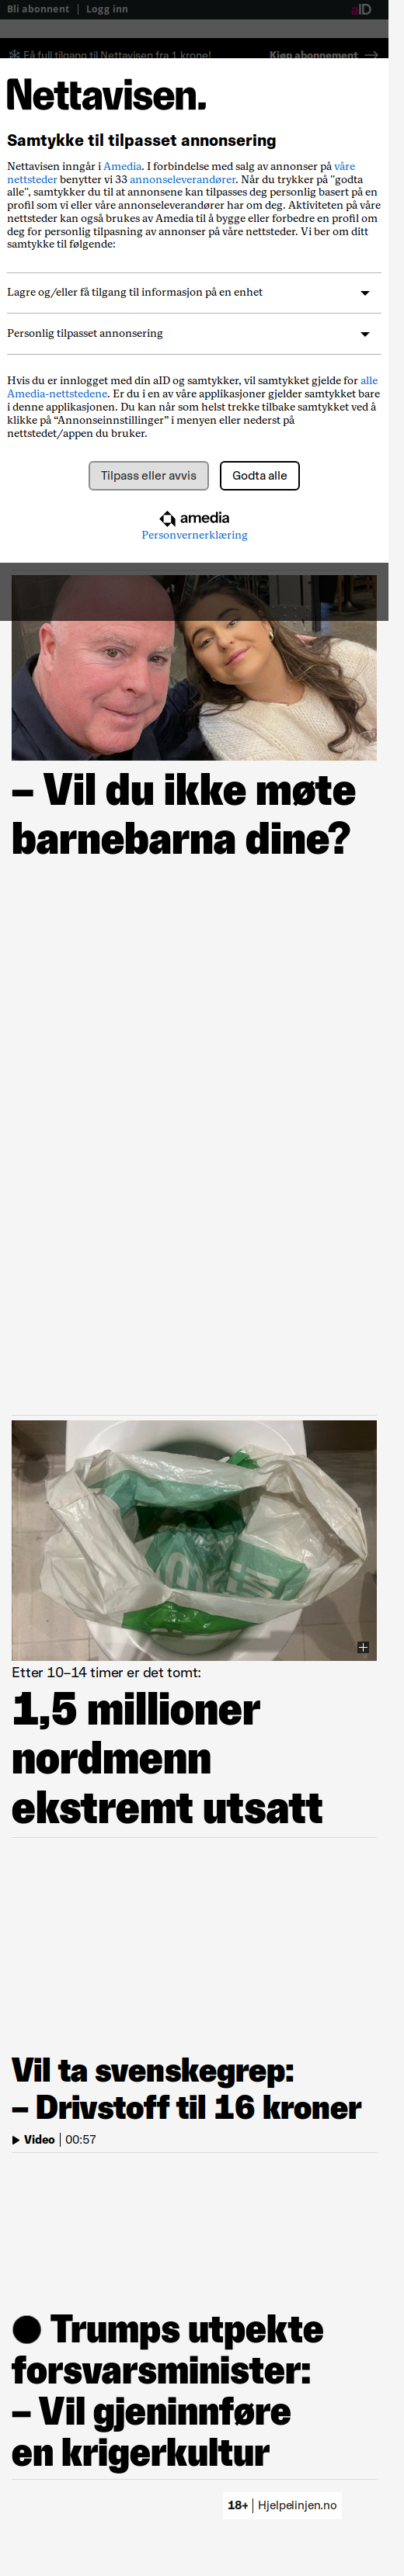 Bli abonnent | Logg inn
aID
Få full tilgang til Nettavisen fra 1 krone!
Kjøp abonnement
Nettavisen.
Samtykke til tilpasset annonsering
Nettavisen inngår i Amedia. I forbindelse med salg av annonser på våre
nettsteder benytter vi 33 annonseleverandører. Når du trykker på "godta
alle", samtykker du til at annonsene kan tilpasses deg personlig basert på en
profil som vi eller våre annonseleverandører har om deg. Aktiviteten på våre
nettsteder kan også brukes av Amedia til å bygge eller forbedre en profil om
deg for personlig tilpasning av annonser på våre nettsteder. Vi ber om ditt
samtykke til følgende:
Lagre og/eller få tilgang til informasjon på en enhet
Personlig tilpasset annonsering
Hvis du er innlogget med din aID og samtykker, vil samtykket gjelde for alle
Amedia-nettstedene. Er du i en av våre applikasjoner gjelder samtykket bare
i denne applikasjonen. Du kan når som helst trekke tilbake samtykket ved å
klikke på “Annonseinnstillinger” i menyen eller nederst på
nettstedet/appen du bruker.
Tilpass eller avvis
Godta alle
amedia
Personvernerklæring
– Vil du ikke møte
barnebarna dine?
Etter 10–14 timer er det tomt:
1,5 millioner
nordmenn
ekstremt utsatt
Vil ta svenskegrep:
– Drivstoff til 16 kroner
Video | 00:57
Trumps utpekte
forsvarsminister:
– Vil gjeninnføre
en krigerkultur
18+ | Hjelpelinjen.no